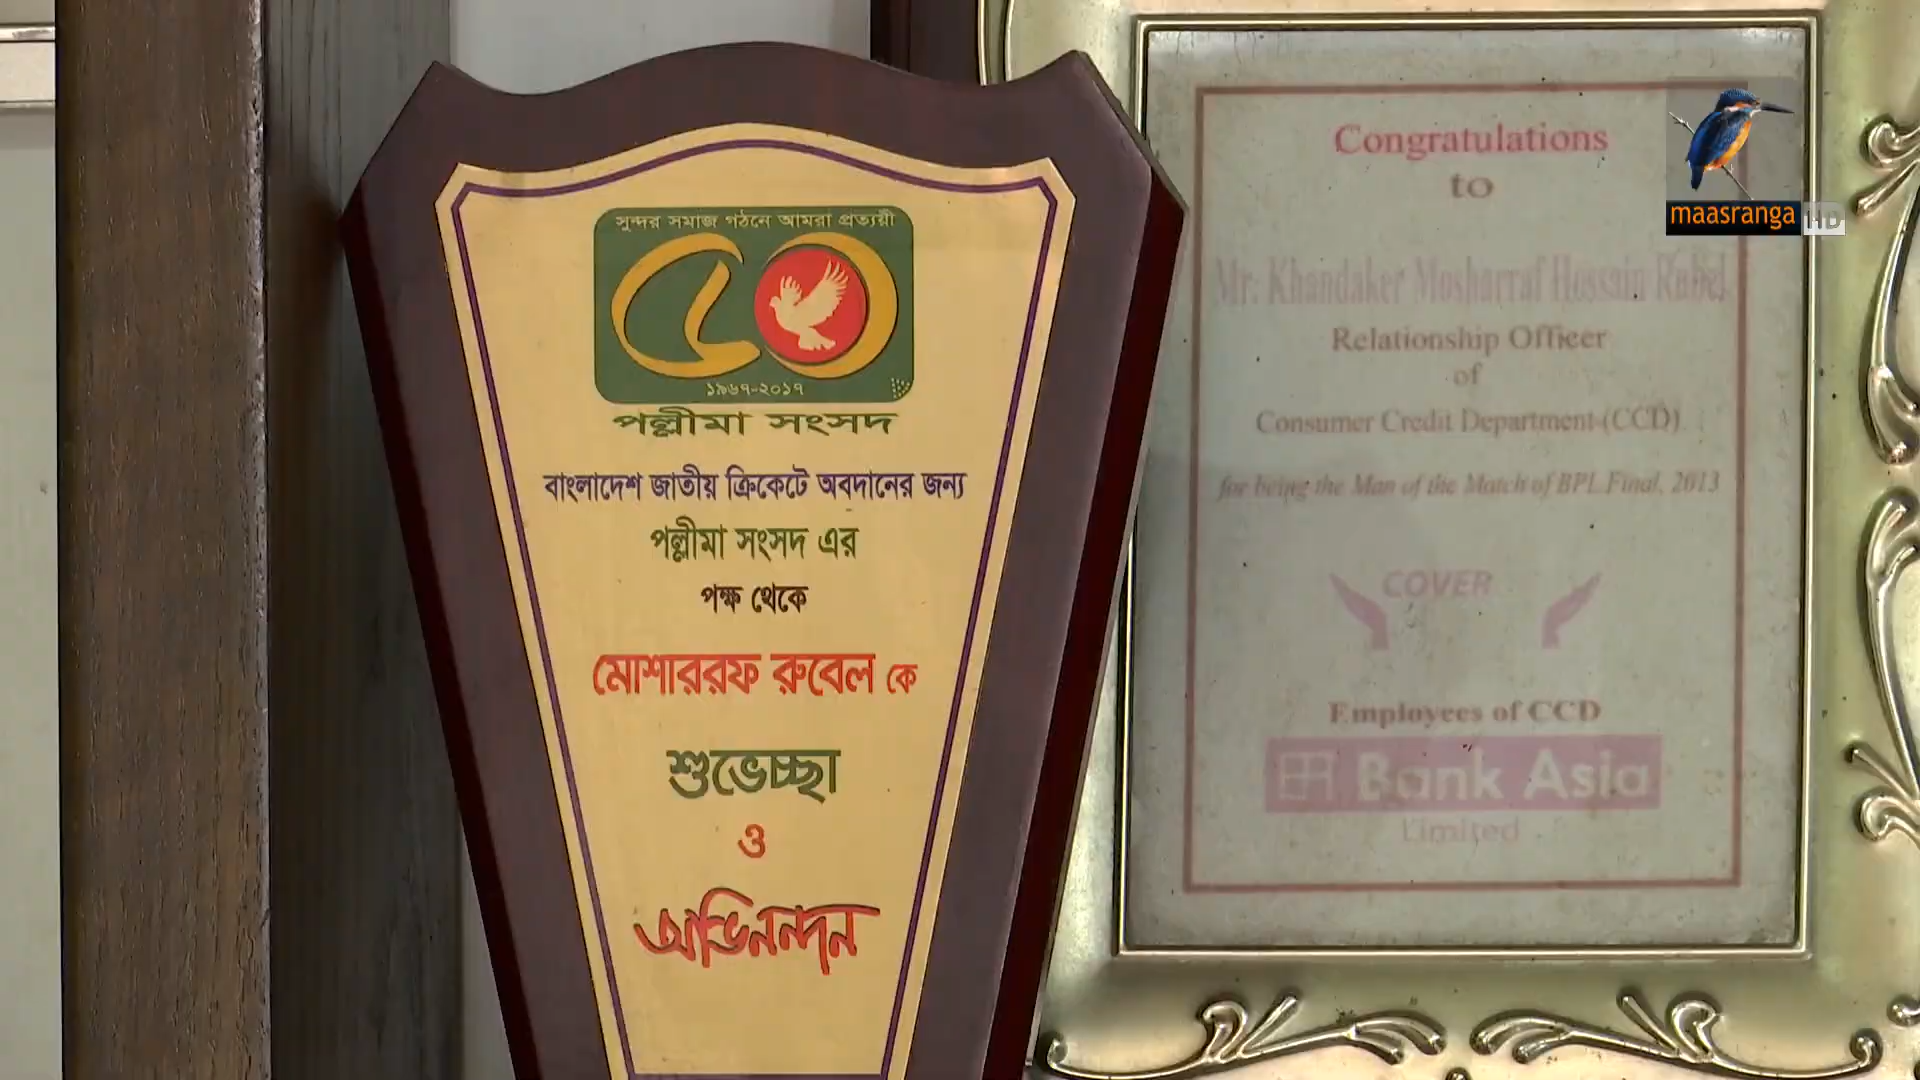 সুন্দর সমাজ গঠনে আমরা প্রত্যয়ী
৫০
১৯৬৭-২০১৭
পল্লীমা সংসদ
বাংলাদেশ জাতীয় ক্রিকেটে অবদানের জন্য
পল্লীমা সংসদ এর
পক্ষ থেকে
মোশাররফ রুবেল কে
শুভেচ্ছা
ও
অভিনন্দন
Congratulations
to
Mr. Khandaker Mosharraf Hossain Rubel
Relationship Officer
of
Consumer Credit Department (CCD)
for being the Man of the Match of BPL Final, 2013
COVER
Employees of CCD
Bank Asia
Limited
maasranga HD